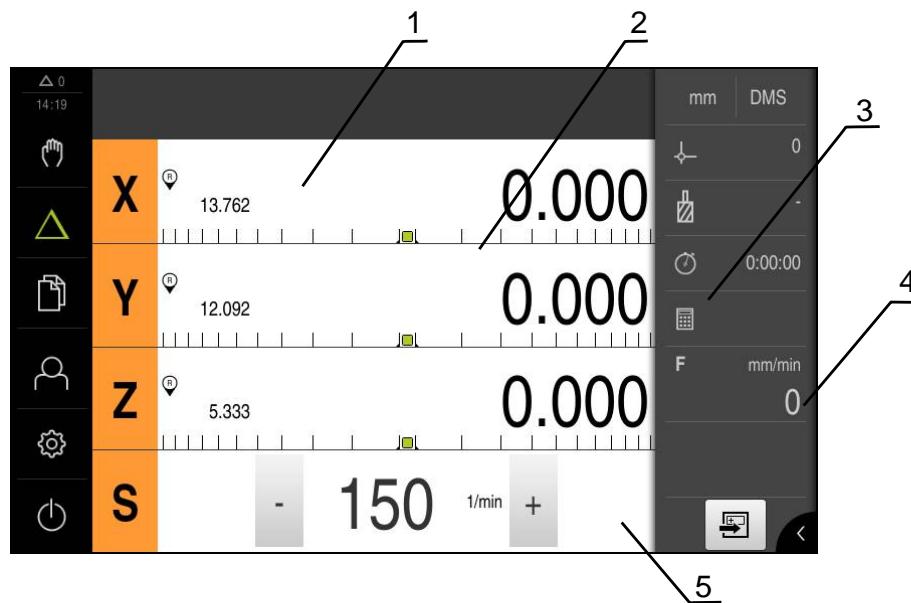 1
2
0
14:19
mm DMS
3
0
X R 13.762 0.000
-
0:00:00
Y R 12.092 0.000
4
F mm/min
0
Z R 5.333 0.000
S - 150 1/min +
5